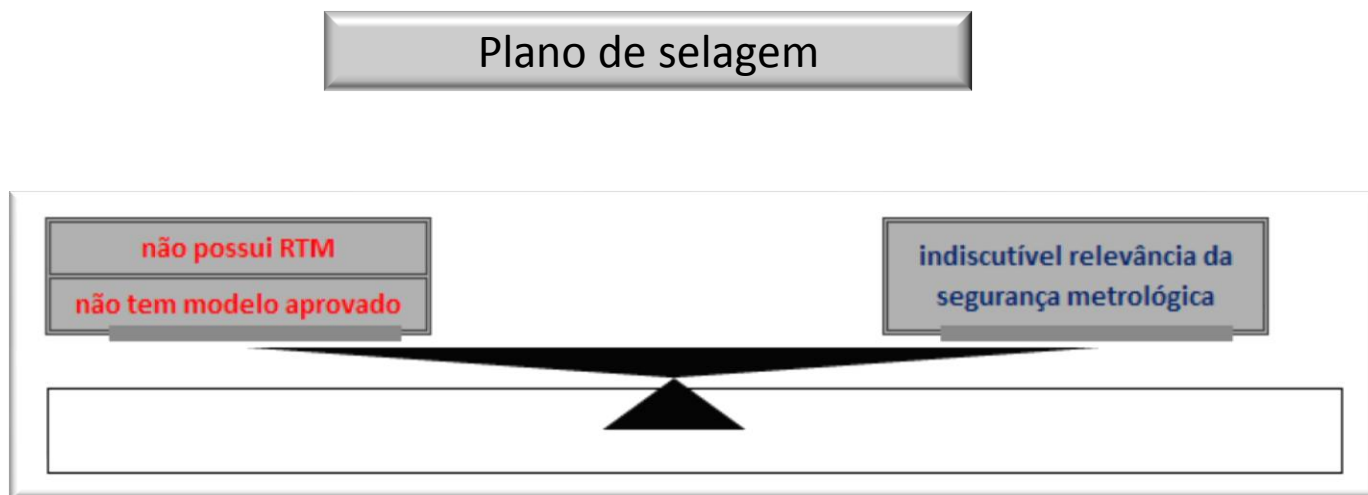 Plano de selagem
não possui RTM
não tem modelo aprovado
indiscutível relevância da
segurança metrológica